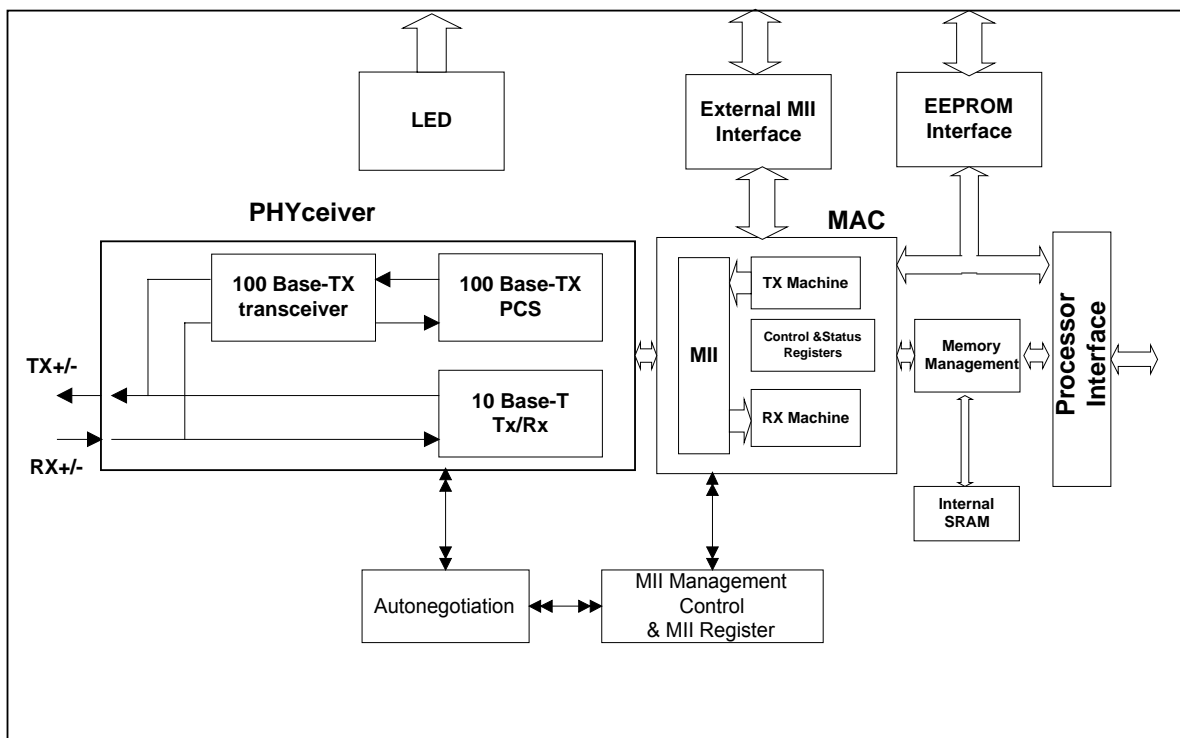 LED
External MII
Interface
EEPROM
Interface
PHYceiver
MAC
100 Base-TX
transceiver
100 Base-TX
PCS
MII
TX Machine
Control &Status
Registers
RX Machine
Memory
Management
Processor
Interface
TX+/-
10 Base-T
Tx/Rx
RX+/-
Internal
SRAM
Autonegotiation
MII Management
Control
& MII Register